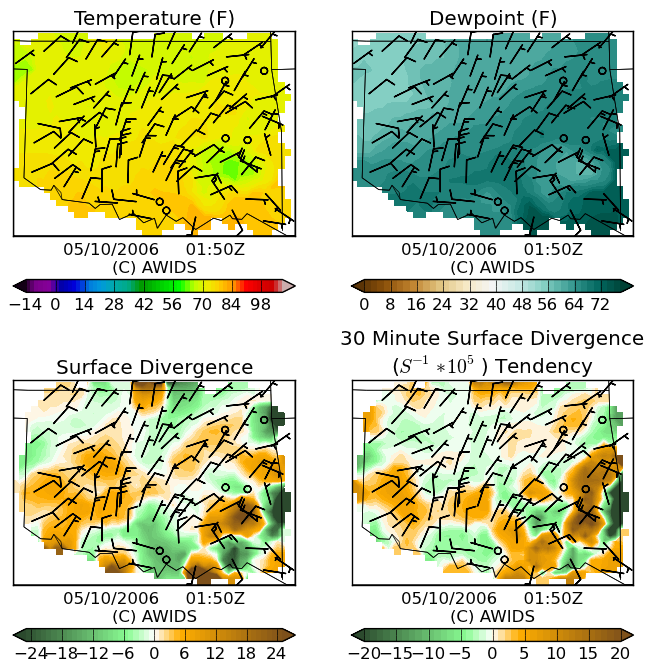 Temperature (F)
Dewpoint (F)
05/10/2006 01:50Z
(C) AWIDS
−14 0 14 28 42 56 70 84 98
05/10/2006 01:50Z
(C) AWIDS
0 8 16 24 32 40 48 56 64 72
Surface Divergence
30 Minute Surface Divergence
(S⁻¹ *10⁵ ) Tendency
05/10/2006 01:50Z
(C) AWIDS
−24 −18 −12 −6 0 6 12 18 24
05/10/2006 01:50Z
(C) AWIDS
−20 −15 −10 −5 0 5 10 15 20